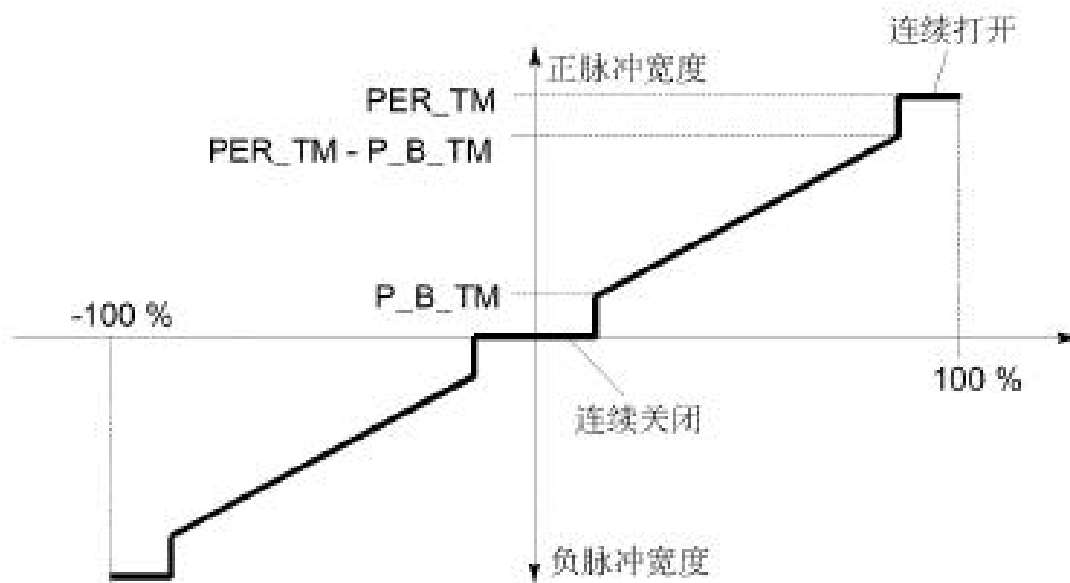 连续打开
正脉冲宽度
PER_TM
PER_TM - P_B_TM
P_B_TM
-100 %
100 %
连续关闭
负脉冲宽度